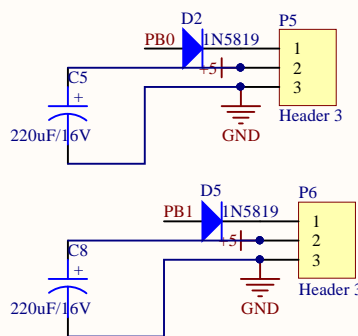 D2
P5
PB0
1N5819
1
C5
+5
2
+
3
220uF/16V
GND
Header 3
D5
P6
PB1
1N5819
1
C8
+5
2
+
3
220uF/16V
GND
Header 3